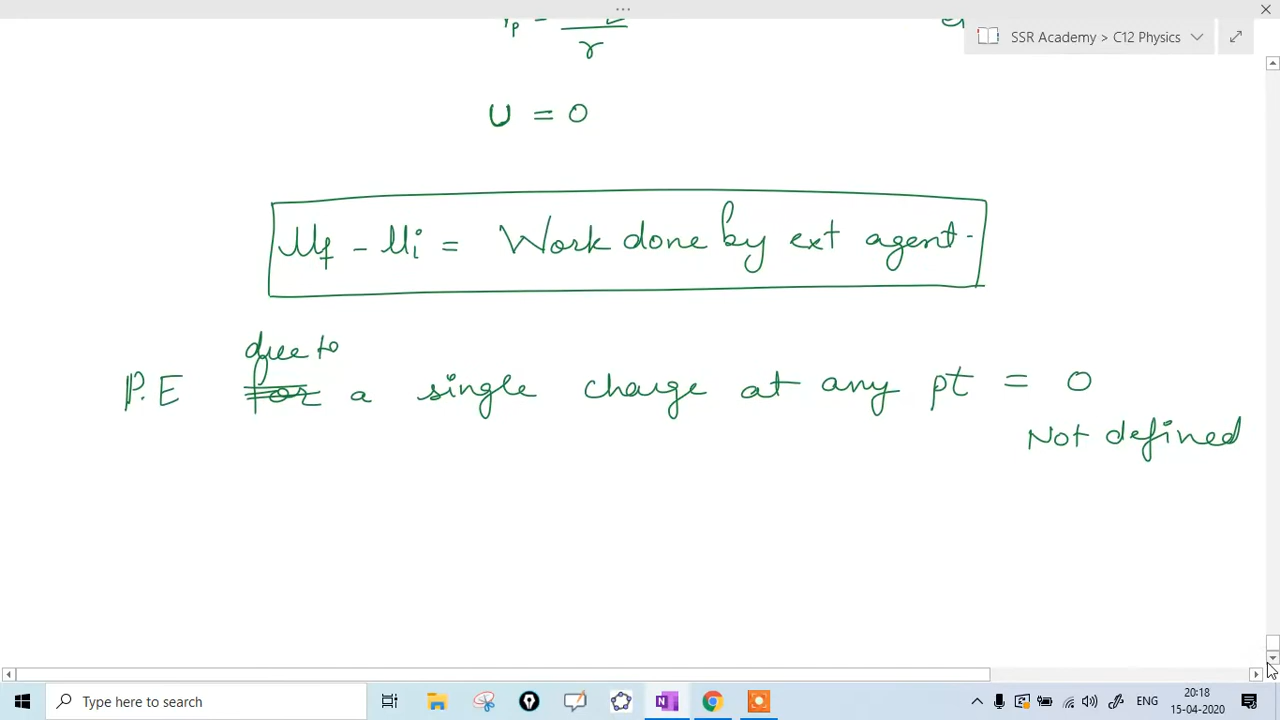 SSR Academy > C12 Physics
r
U = 0
Uf - Ui = Work done by ext agent.
due to
P.E for a single charge at any pt = 0
Not defined
Type here to search
ENG
20:18
15-04-2020